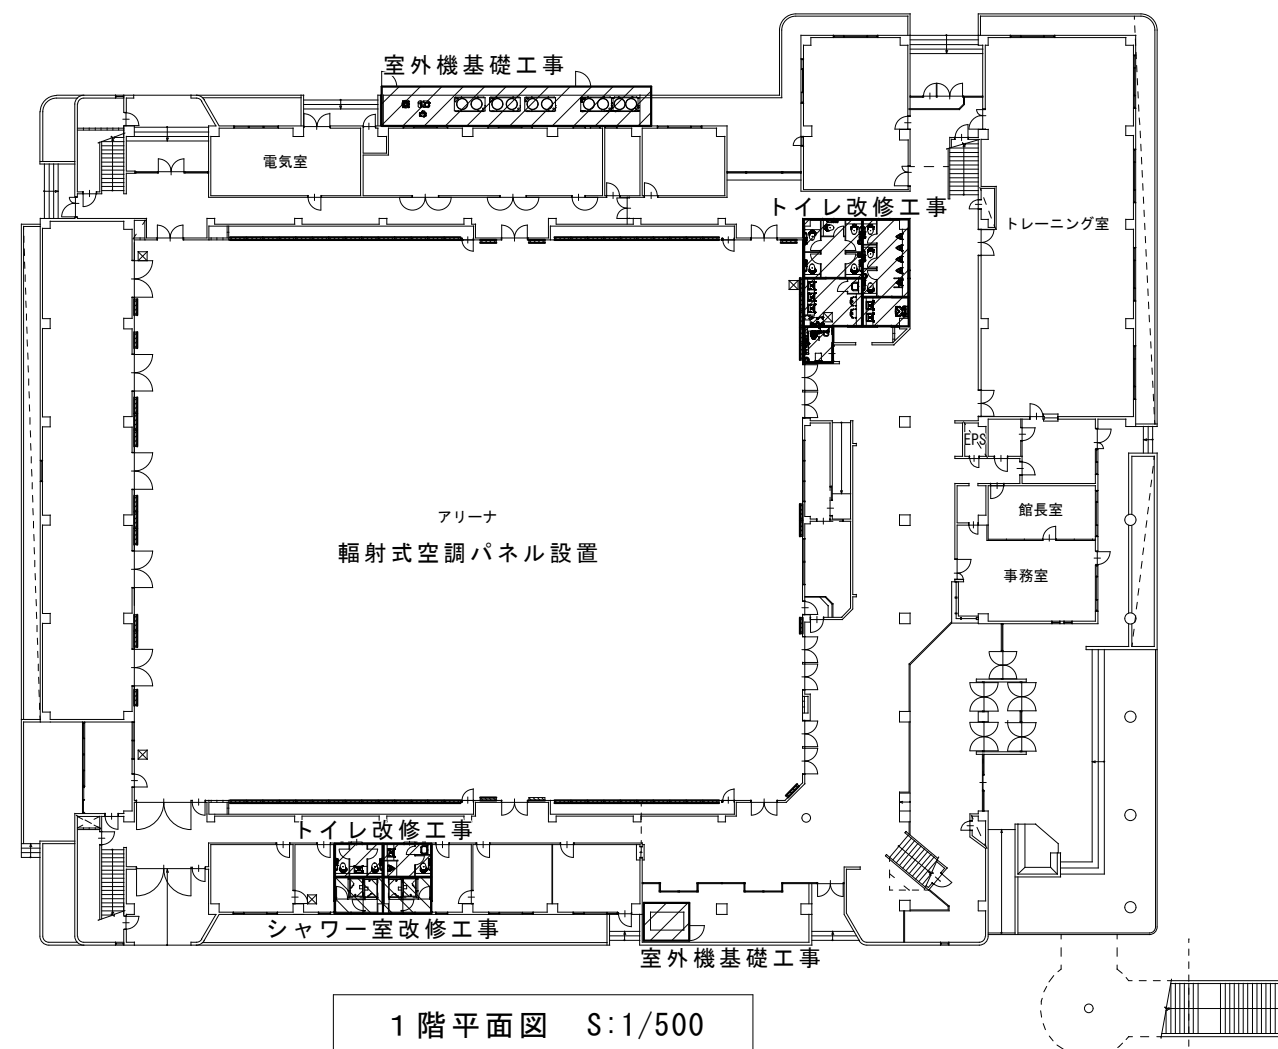 室外機基礎工事
電気室
トイレ改修工事
トレーニング室
EPS
館長室
アリーナ
輻射式空調パネル設置
事務室
トイレ改修工事
シャワー室改修工事
室外機基礎工事
1階平面図 S:1/500